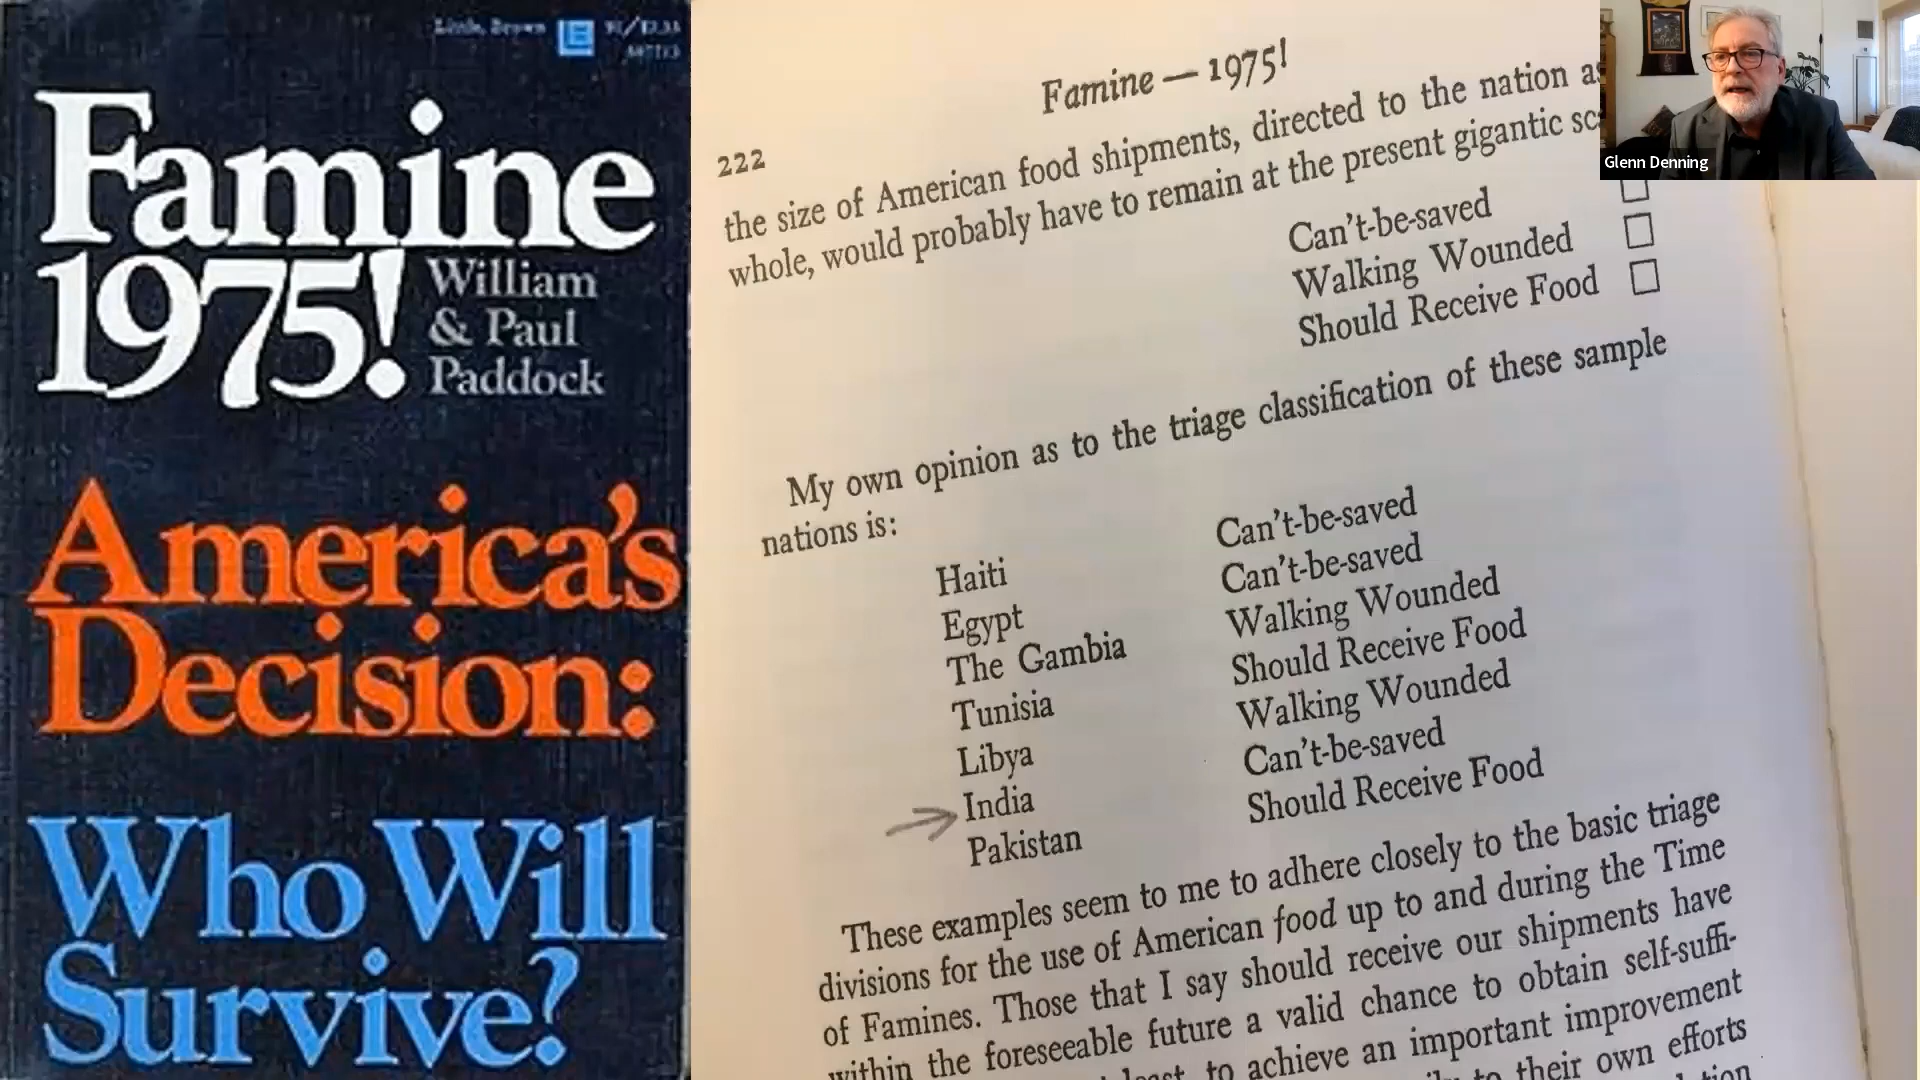 Little, Brown
Famine
1975!
William
& Paul
Paddock
America's
Decision:
Who Will
Survive?
Famine — 1975!
222
the size of American food shipments, directed to the nation
whole, would probably have to remain at the present gigantic
Can't-be-saved
Walking Wounded
Should Receive Food
My own opinion as to the triage classification of these sample
nations is:
Haiti Can't-be-saved
Egypt Can't-be-saved
The Gambia Walking Wounded
Tunisia Should Receive Food
Libya Walking Wounded
India Can't-be-saved
Pakistan Should Receive Food
These examples seem to me to adhere closely to the basic triage
divisions for the use of American food up to and during the Time
of Famines. Those that I say should receive our shipments have
within the foreseeable future a valid chance to obtain self-suffi-
to achieve an important improvement
to their own efforts
Glenn Denning